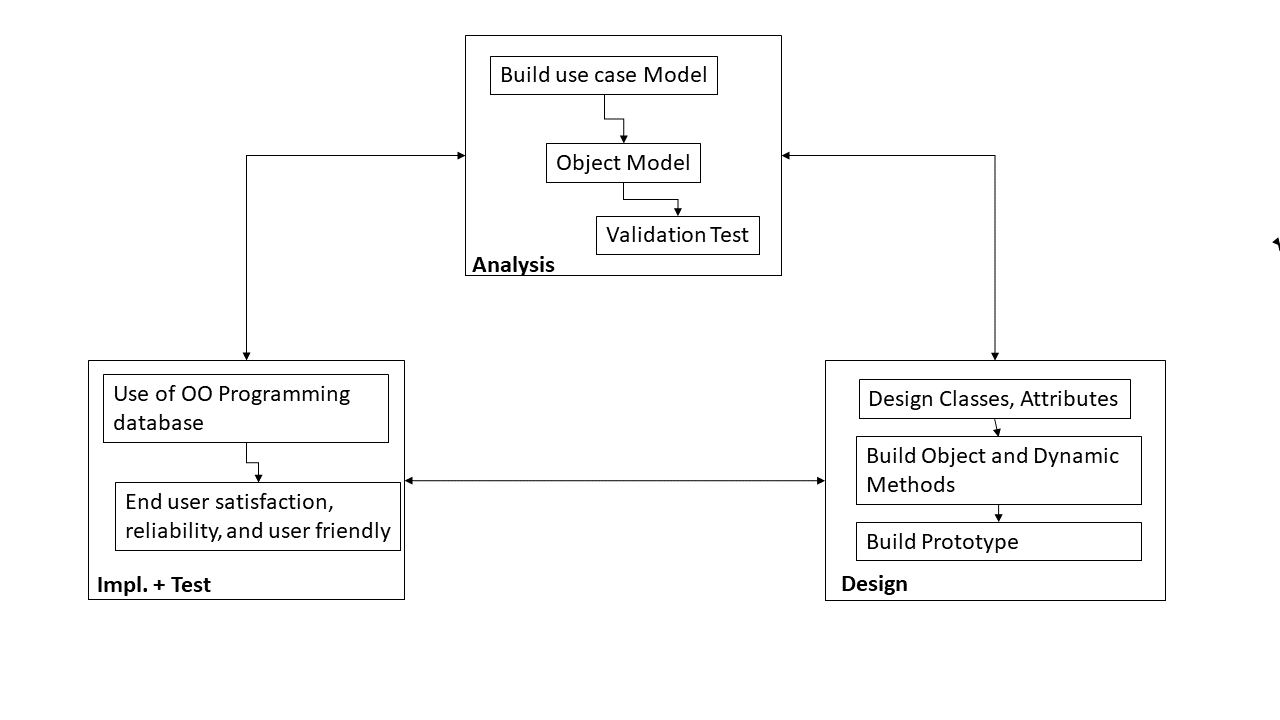 Build use case Model
Object Model
Validation Test
Analysis
Use of OO Programming
database
End user satisfaction,
reliability, and user friendly
Impl. + Test
Design Classes, Attributes
Build Object and Dynamic
Methods
Build Prototype
Design